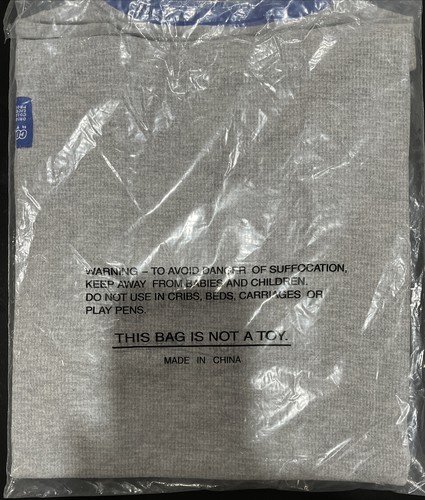 WARNING – TO AVOID DANGER OF SUFFOCATION,
KEEP AWAY FROM BABIES AND CHILDREN.
DO NOT USE IN CRIBS, BEDS, CARRIAGES OR
PLAY PENS.
THIS BAG IS NOT A TOY.
MADE IN CHINA